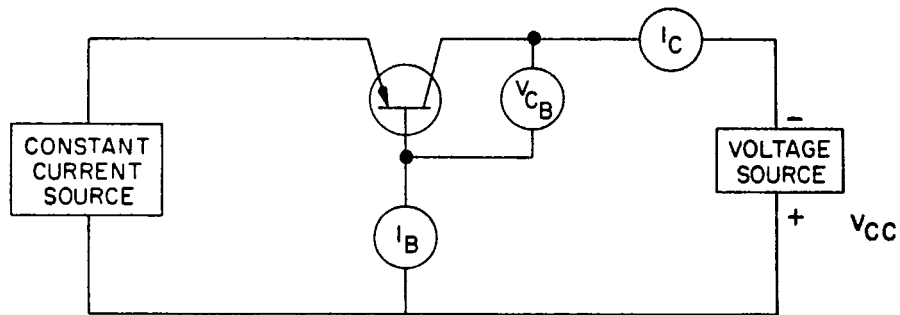 I_C
V_CB
CONSTANT
CURRENT
SOURCE
−
VOLTAGE
SOURCE
+
V_CC
I_B